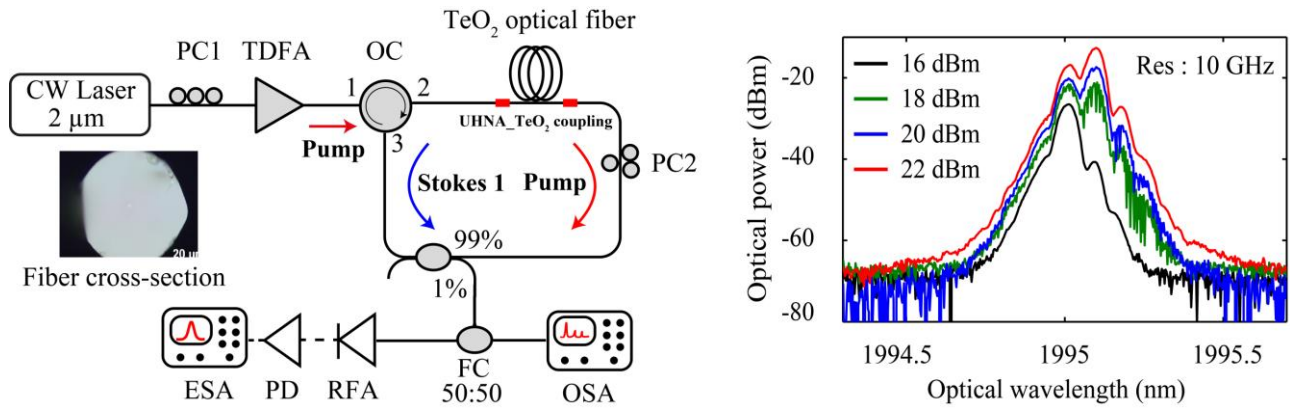 TeO₂ optical fiber
PC1
TDFA
OC
CW Laser
2 μm
1
2
3
Pump
UHNA_TeO₂ coupling
PC2
Stokes 1
Pump
20 μm
Fiber cross-section
99%
1%
ESA
PD
RFA
FC
50:50
OSA
Optical power (dBm)
-20
-40
-60
-80
16 dBm
18 dBm
20 dBm
22 dBm
Res : 10 GHz
1994.5
1995
1995.5
Optical wavelength (nm)